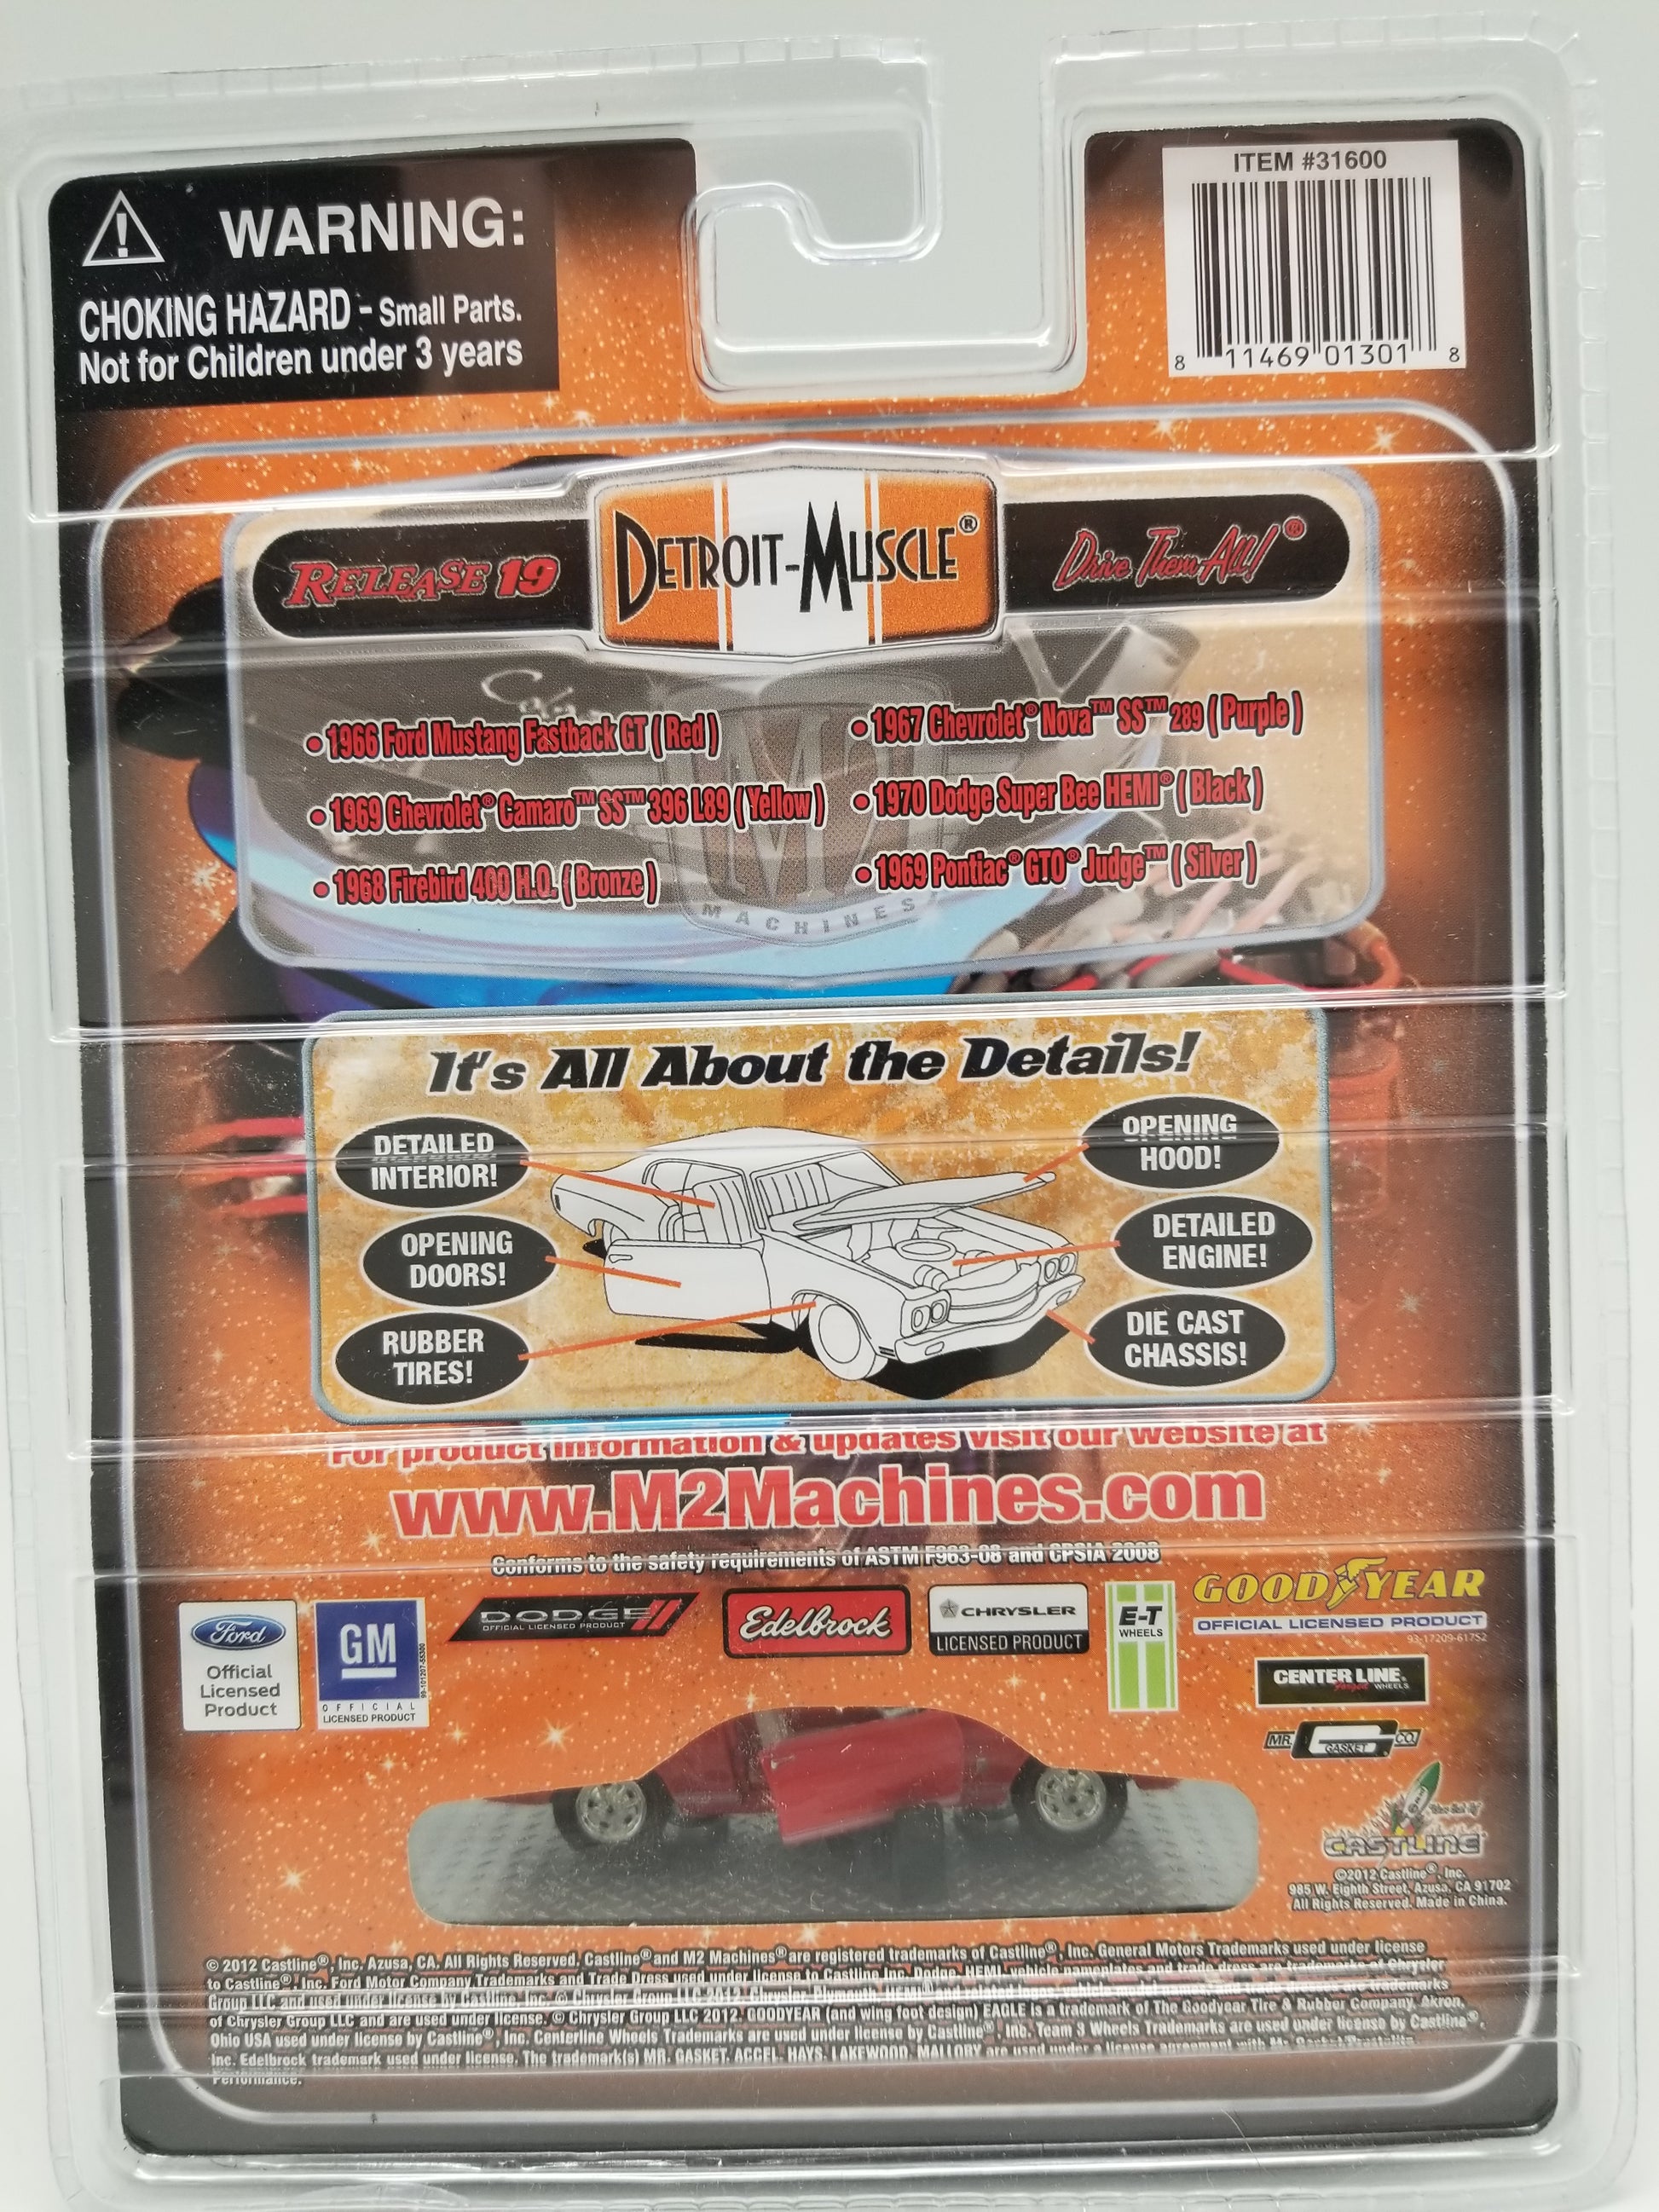 WARNING:
CHOKING HAZARD - Small Parts.
Not for Children under 3 years
ITEM #31600
8 11469 01301 8
RELEASE 19
DETROIT-MUSCLE®
Drive Them All!®
• 1966 Ford Mustang Fastback GT (Red)
• 1969 Chevrolet® Camaro™ SS™ 396 L89 (Yellow)
• 1968 Firebird 400 H.O. (Bronze)
• 1967 Chevrolet® Nova™ SS™ 289 (Purple)
• 1970 Dodge Super Bee HEMI® (Black)
• 1969 Pontiac® GTO® Judge™ (Silver)
M2
MACHINES
It's All About the Details!
DETAILED
INTERIOR!
OPENING
DOORS!
RUBBER
TIRES!
OPENING
HOOD!
DETAILED
ENGINE!
DIE CAST
CHASSIS!
For product information & updates visit our website at
www.M2Machines.com
Conforms to the safety requirements of ASTM F963-08 and CPSIA 2008
Ford
Official
Licensed
Product
GM
OFFICIAL
LICENSED PRODUCT
DODGE
OFFICIAL LICENSED PRODUCT
Edelbrock
CHRYSLER
LICENSED PRODUCT
E-T
WHEELS
GOODYEAR
OFFICIAL LICENSED PRODUCT
93-17209-61752
CENTER LINE.
Forged WHEELS
MR. GASKET CO.
CASTLINE
©2012 Castline®, Inc.
985 W. Eighth Street, Azusa, CA 91702
All Rights Reserved. Made in China.
© 2012 Castline®, Inc. Azusa, CA. All Rights Reserved. Castline® and M2 Machines® are registered trademarks of Castline®, Inc. General Motors Trademarks used under license
to Castline®, Inc. Ford Motor Company Trademarks and Trade Dress used under license to Castline Inc. Dodge, HEMI, vehicle nameplates and trade dress are trademarks of Chrysler
Group LLC and used under license by Castline, Inc. © Chrysler Group LLC 2012. Chrysler, Plymouth, HEMI® and related logos, vehicle are trademarks
of Chrysler Group LLC and are used under license. © Chrysler Group LLC 2012. GOODYEAR (and wing foot design) EAGLE is a trademark of The Goodyear Tire & Rubber Company, Akron,
Ohio USA used under license by Castline®, Inc. Centerline Wheels Trademarks are used under license by Castline®, Inc. Team 3 Wheels Trademarks are used under license by Castline®,
Inc. Edelbrock trademark used under license. The trademark(s) MR. GASKET, ACCEL, HAYS, LAKEWOOD, MALLORY are used under a license agreement with Mr. Gasket
Performance.